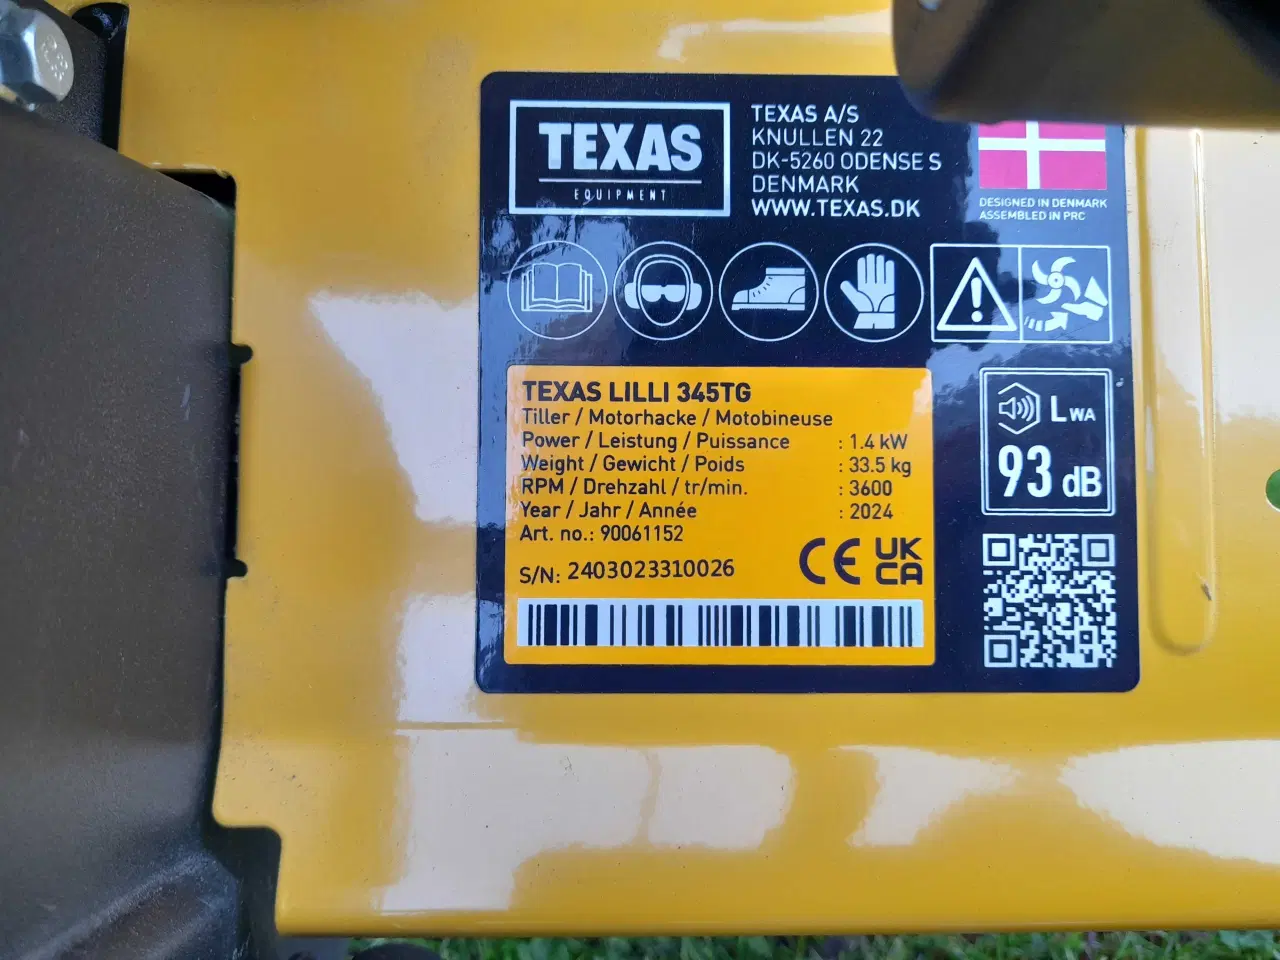 TEXAS
EQUIPMENT
TEXAS A/S
KNULLEN 22
DK-5260 ODENSE S
DENMARK
WWW.TEXAS.DK
DESIGNED IN DENMARK
ASSEMBLED IN PRC
TEXAS LILLI 345TG
Tiller / Motorhacke / Motobineuse
Power / Leistung / Puissance : 1.4 kW
Weight / Gewicht / Poids : 33.5 kg
RPM / Drehzahl / tr/min. : 3600
Year / Jahr / Année : 2024
Art. no.: 90061152
S/N: 2403023310026
CE UK
CA
LWA
93 dB